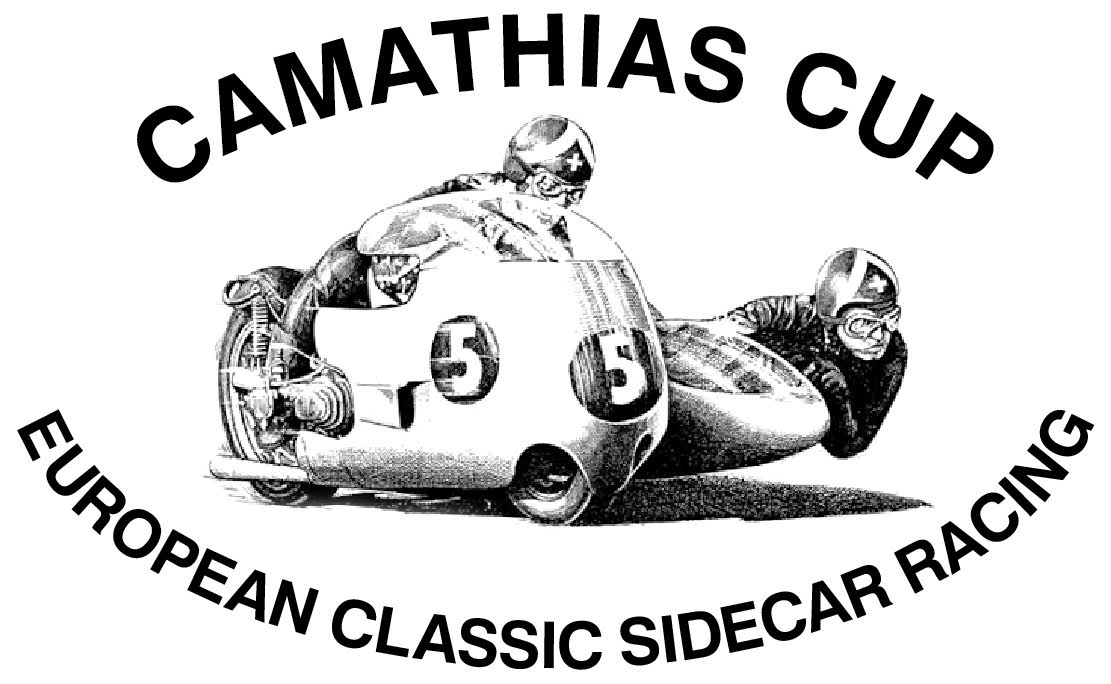 CAMATHIAS CUP
5 5
EUROPEAN CLASSIC SIDECAR RACING